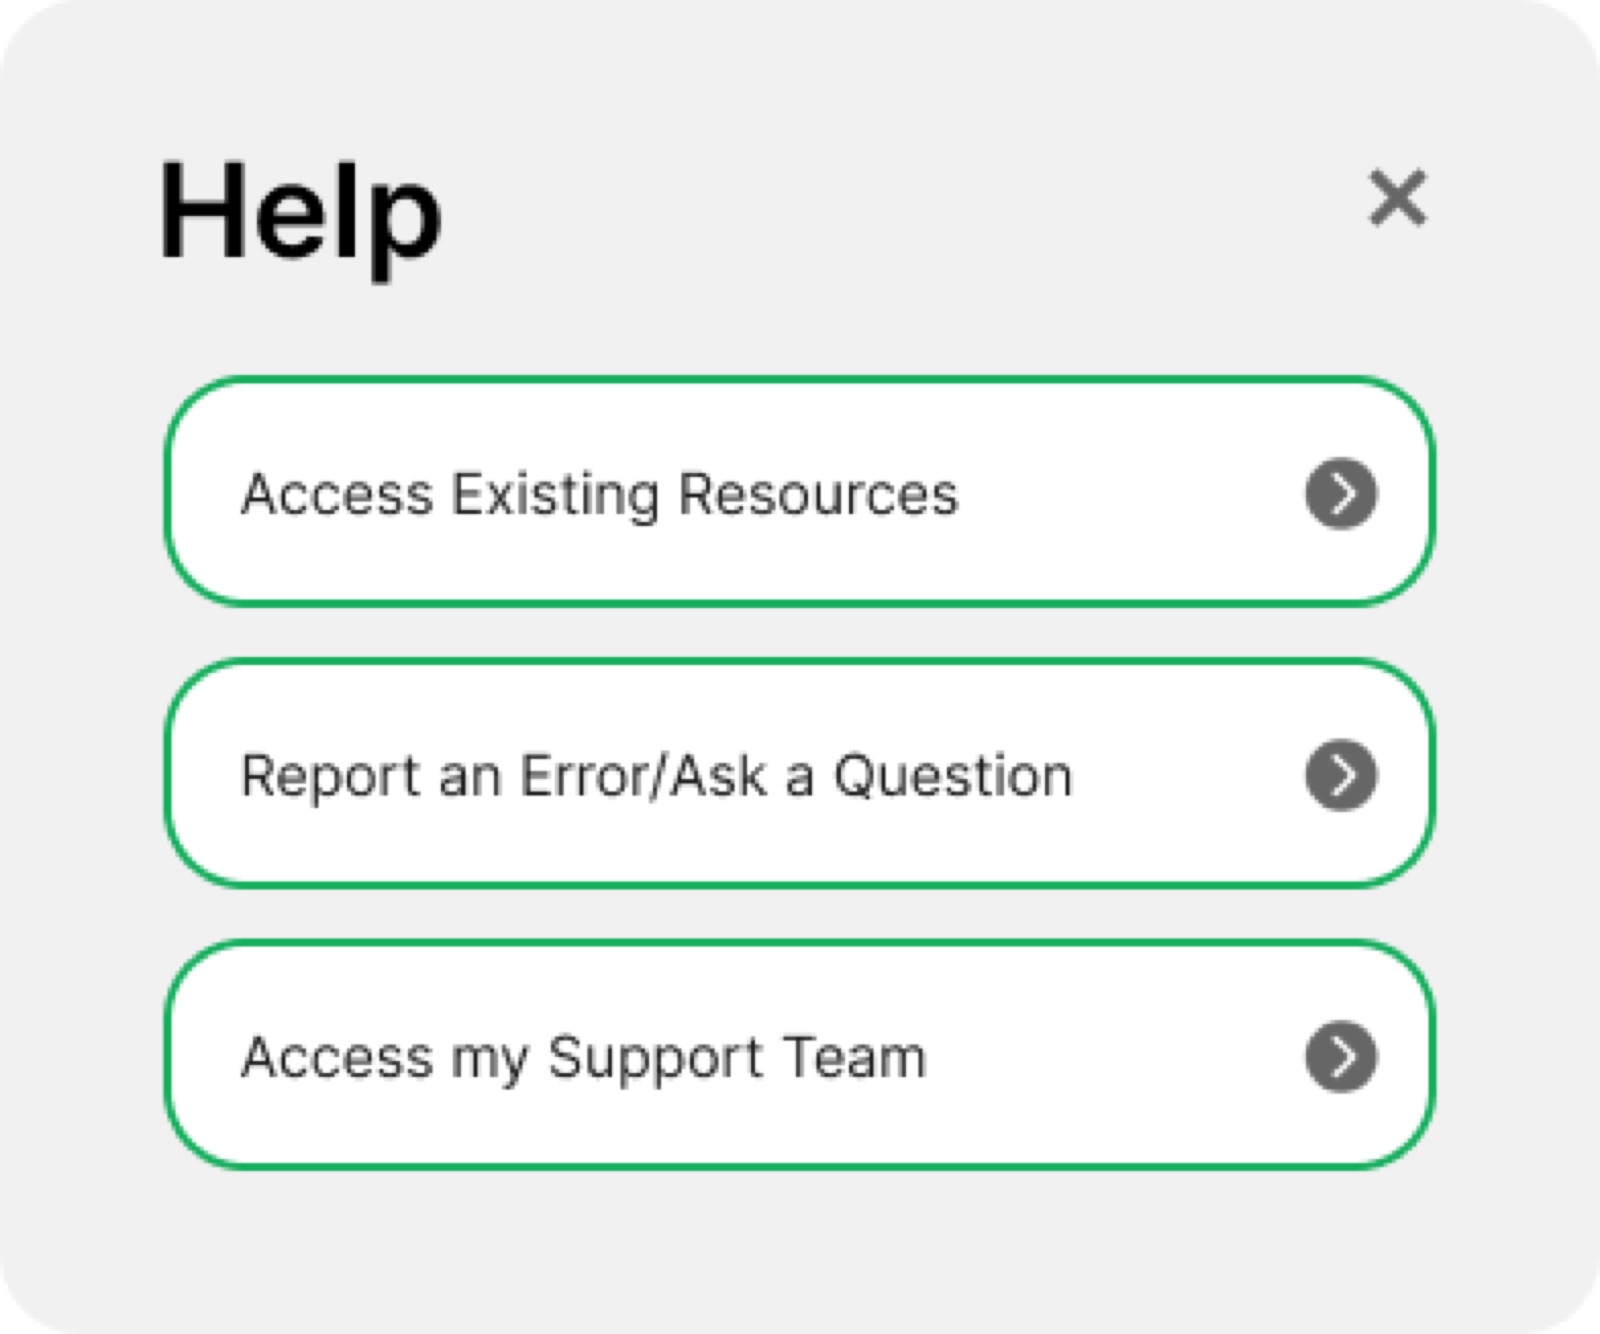 Help
Access Existing Resources
Report an Error/Ask a Question
Access my Support Team